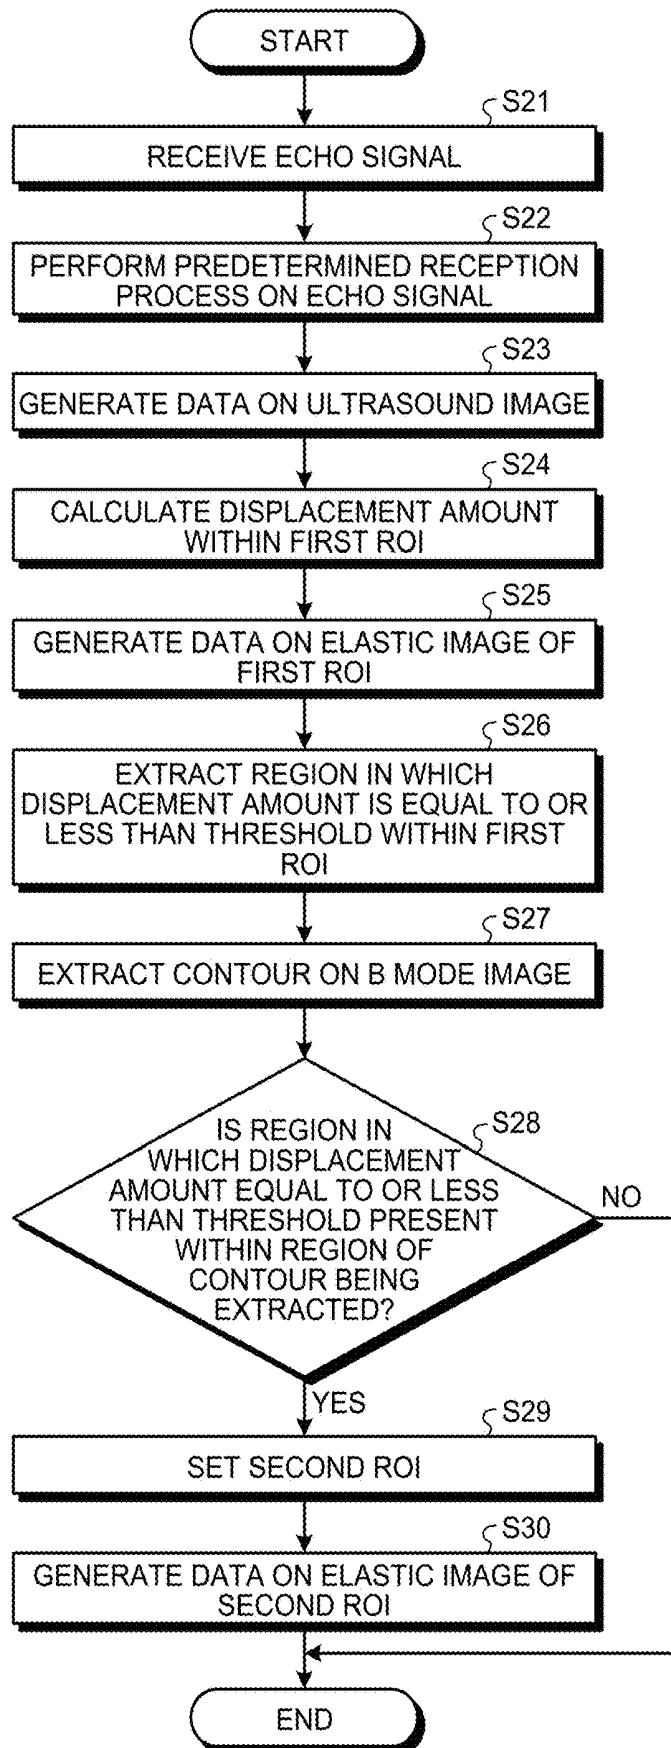 START
S21
RECEIVE ECHO SIGNAL
S22
PERFORM PREDETERMINED RECEPTION
PROCESS ON ECHO SIGNAL
S23
GENERATE DATA ON ULTRASOUND IMAGE
S24
CALCULATE DISPLACEMENT AMOUNT
WITHIN FIRST ROI
S25
GENERATE DATA ON ELASTIC IMAGE OF
FIRST ROI
S26
EXTRACT REGION IN WHICH
DISPLACEMENT AMOUNT IS EQUAL TO OR
LESS THAN THRESHOLD WITHIN FIRST
ROI
S27
EXTRACT CONTOUR ON B MODE IMAGE
S28
IS REGION IN
WHICH DISPLACEMENT
AMOUNT EQUAL TO OR LESS
THAN THRESHOLD PRESENT
WITHIN REGION OF
CONTOUR BEING
EXTRACTED?
NO
YES
S29
SET SECOND ROI
S30
GENERATE DATA ON ELASTIC IMAGE OF
SECOND ROI
END